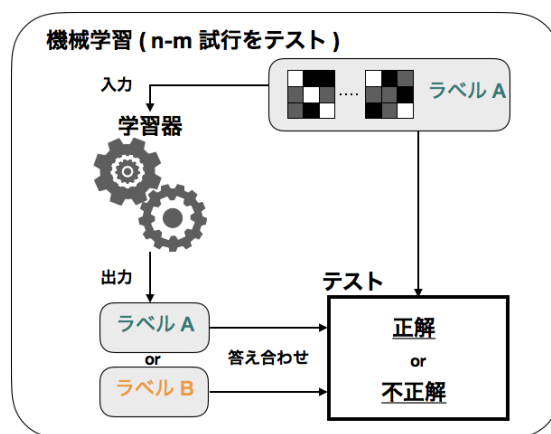 機械学習 ( n-m 試行をテスト )
入力
ラベル A
学習器
出力
テスト
ラベル A
or
ラベル B
答え合わせ
正解
or
不正解